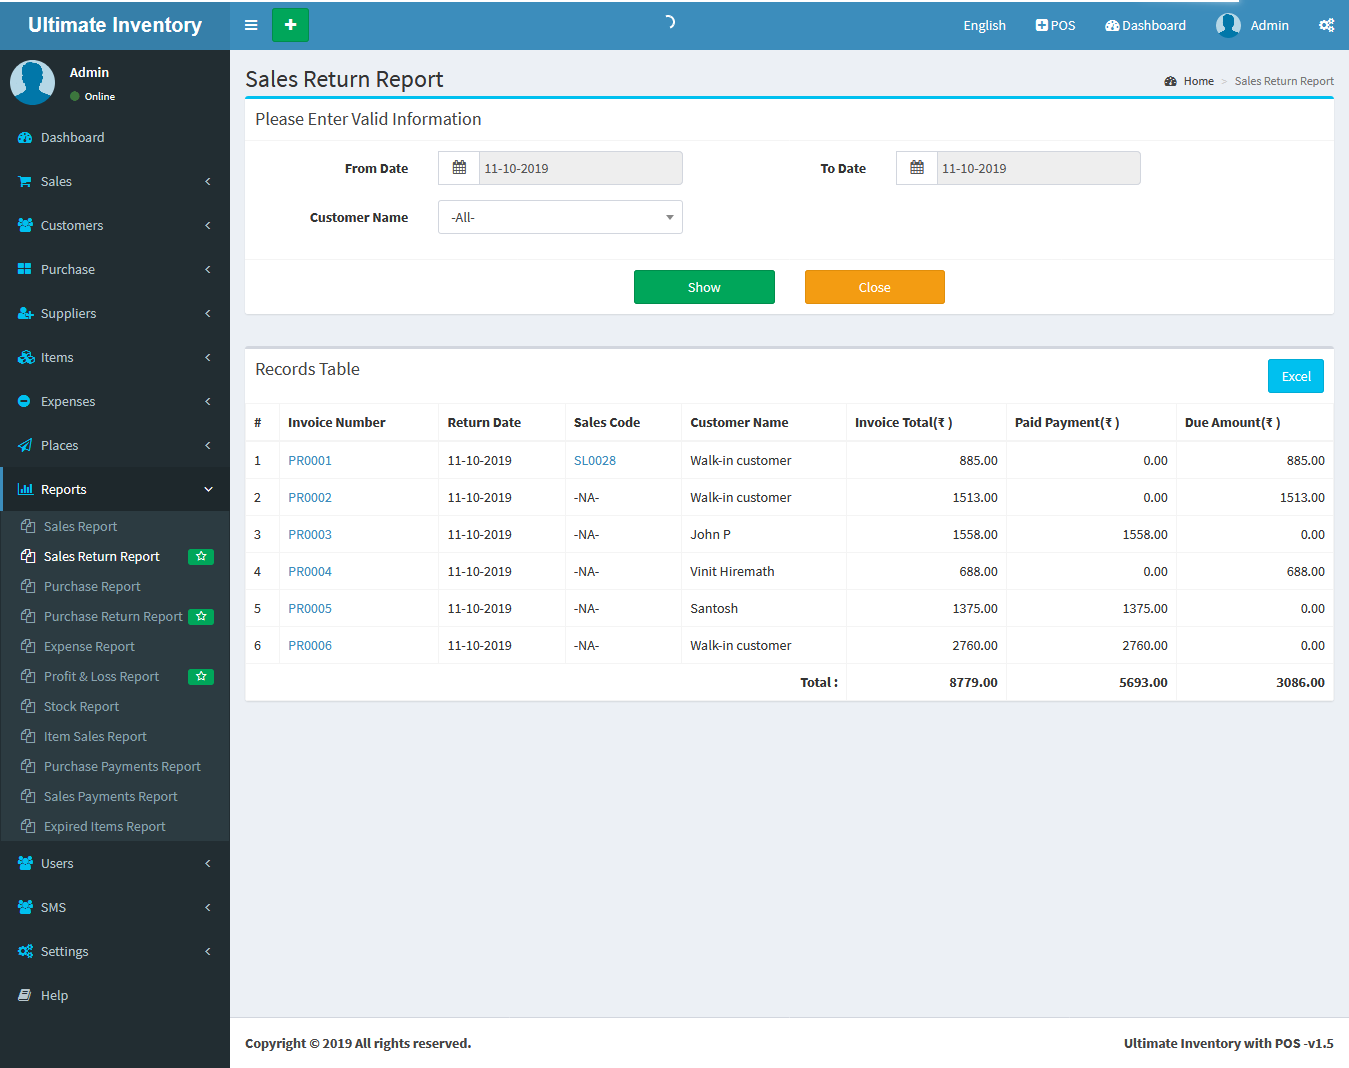 Ultimate Inventory
English POS Dashboard Admin
Admin
Online
Dashboard
Sales
Customers
Purchase
Suppliers
Items
Expenses
Places
Reports
Sales Report
Sales Return Report
Purchase Report
Purchase Return Report
Expense Report
Profit & Loss Report
Stock Report
Item Sales Report
Purchase Payments Report
Sales Payments Report
Expired Items Report
Users
SMS
Settings
Help
Sales Return Report
Home > Sales Return Report
Please Enter Valid Information
From Date 11-10-2019 To Date 11-10-2019
Customer Name -All-
Show Close
Records Table
Excel
# Invoice Number Return Date Sales Code Customer Name Invoice Total(₹ ) Paid Payment(₹ ) Due Amount(₹ )
1 PR0001 11-10-2019 SL0028 Walk-in customer 885.00 0.00 885.00
2 PR0002 11-10-2019 -NA- Walk-in customer 1513.00 0.00 1513.00
3 PR0003 11-10-2019 -NA- John P 1558.00 1558.00 0.00
4 PR0004 11-10-2019 -NA- Vinit Hiremath 688.00 0.00 688.00
5 PR0005 11-10-2019 -NA- Santosh 1375.00 1375.00 0.00
6 PR0006 11-10-2019 -NA- Walk-in customer 2760.00 2760.00 0.00
Total : 8779.00 5693.00 3086.00
Copyright © 2019 All rights reserved.
Ultimate Inventory with POS -v1.5